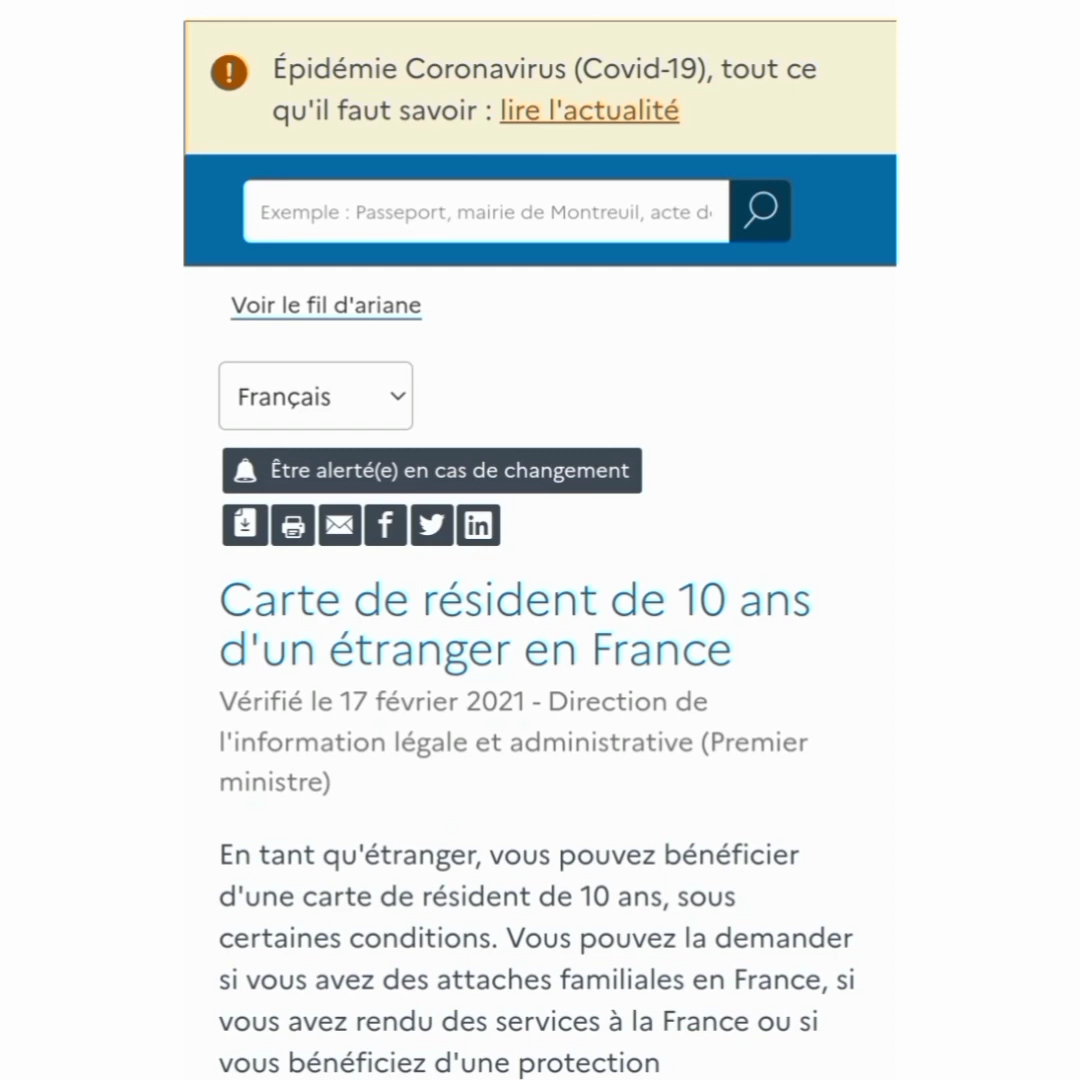 Épidémie Coronavirus (Covid-19), tout ce
qu'il faut savoir : lire l'actualité
Exemple : Passeport, mairie de Montreuil, acte d
Voir le fil d'ariane
Français
Être alerté(e) en cas de changement
Carte de résident de 10 ans
d'un étranger en France
Vérifié le 17 février 2021 - Direction de
l'information légale et administrative (Premier
ministre)
En tant qu'étranger, vous pouvez bénéficier
d'une carte de résident de 10 ans, sous
certaines conditions. Vous pouvez la demander
si vous avez des attaches familiales en France, si
vous avez rendu des services à la France ou si
vous bénéficiez d'une protection